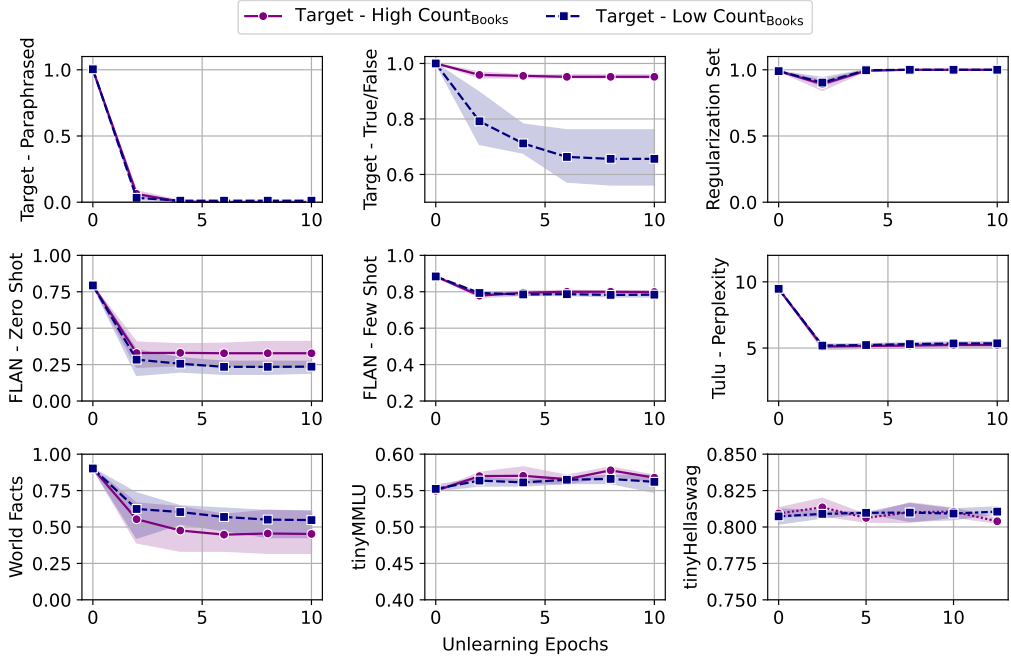 Target - High Count_Books Target - Low Count_Books
Target - Paraphrased
1.0
0.5
0.0
0 5 10
Target - True/False
1.0
0.8
0.6
0 5 10
Regularization Set
1.0
0.5
0.0
0 5 10
FLAN - Zero Shot
1.00
0.75
0.50
0.25
0.00
0 5 10
FLAN - Few Shot
1.0
0.8
0.6
0.4
0.2
0 5 10
Tulu - Perplexity
10
5
0 5 10
World Facts
1.00
0.75
0.50
0.25
0.00
0 5 10
tinyMMLU
0.60
0.55
0.50
0.45
0.40
0 5 10
tinyHellaswag
0.850
0.825
0.800
0.775
0.750
0 5 10
Unlearning Epochs